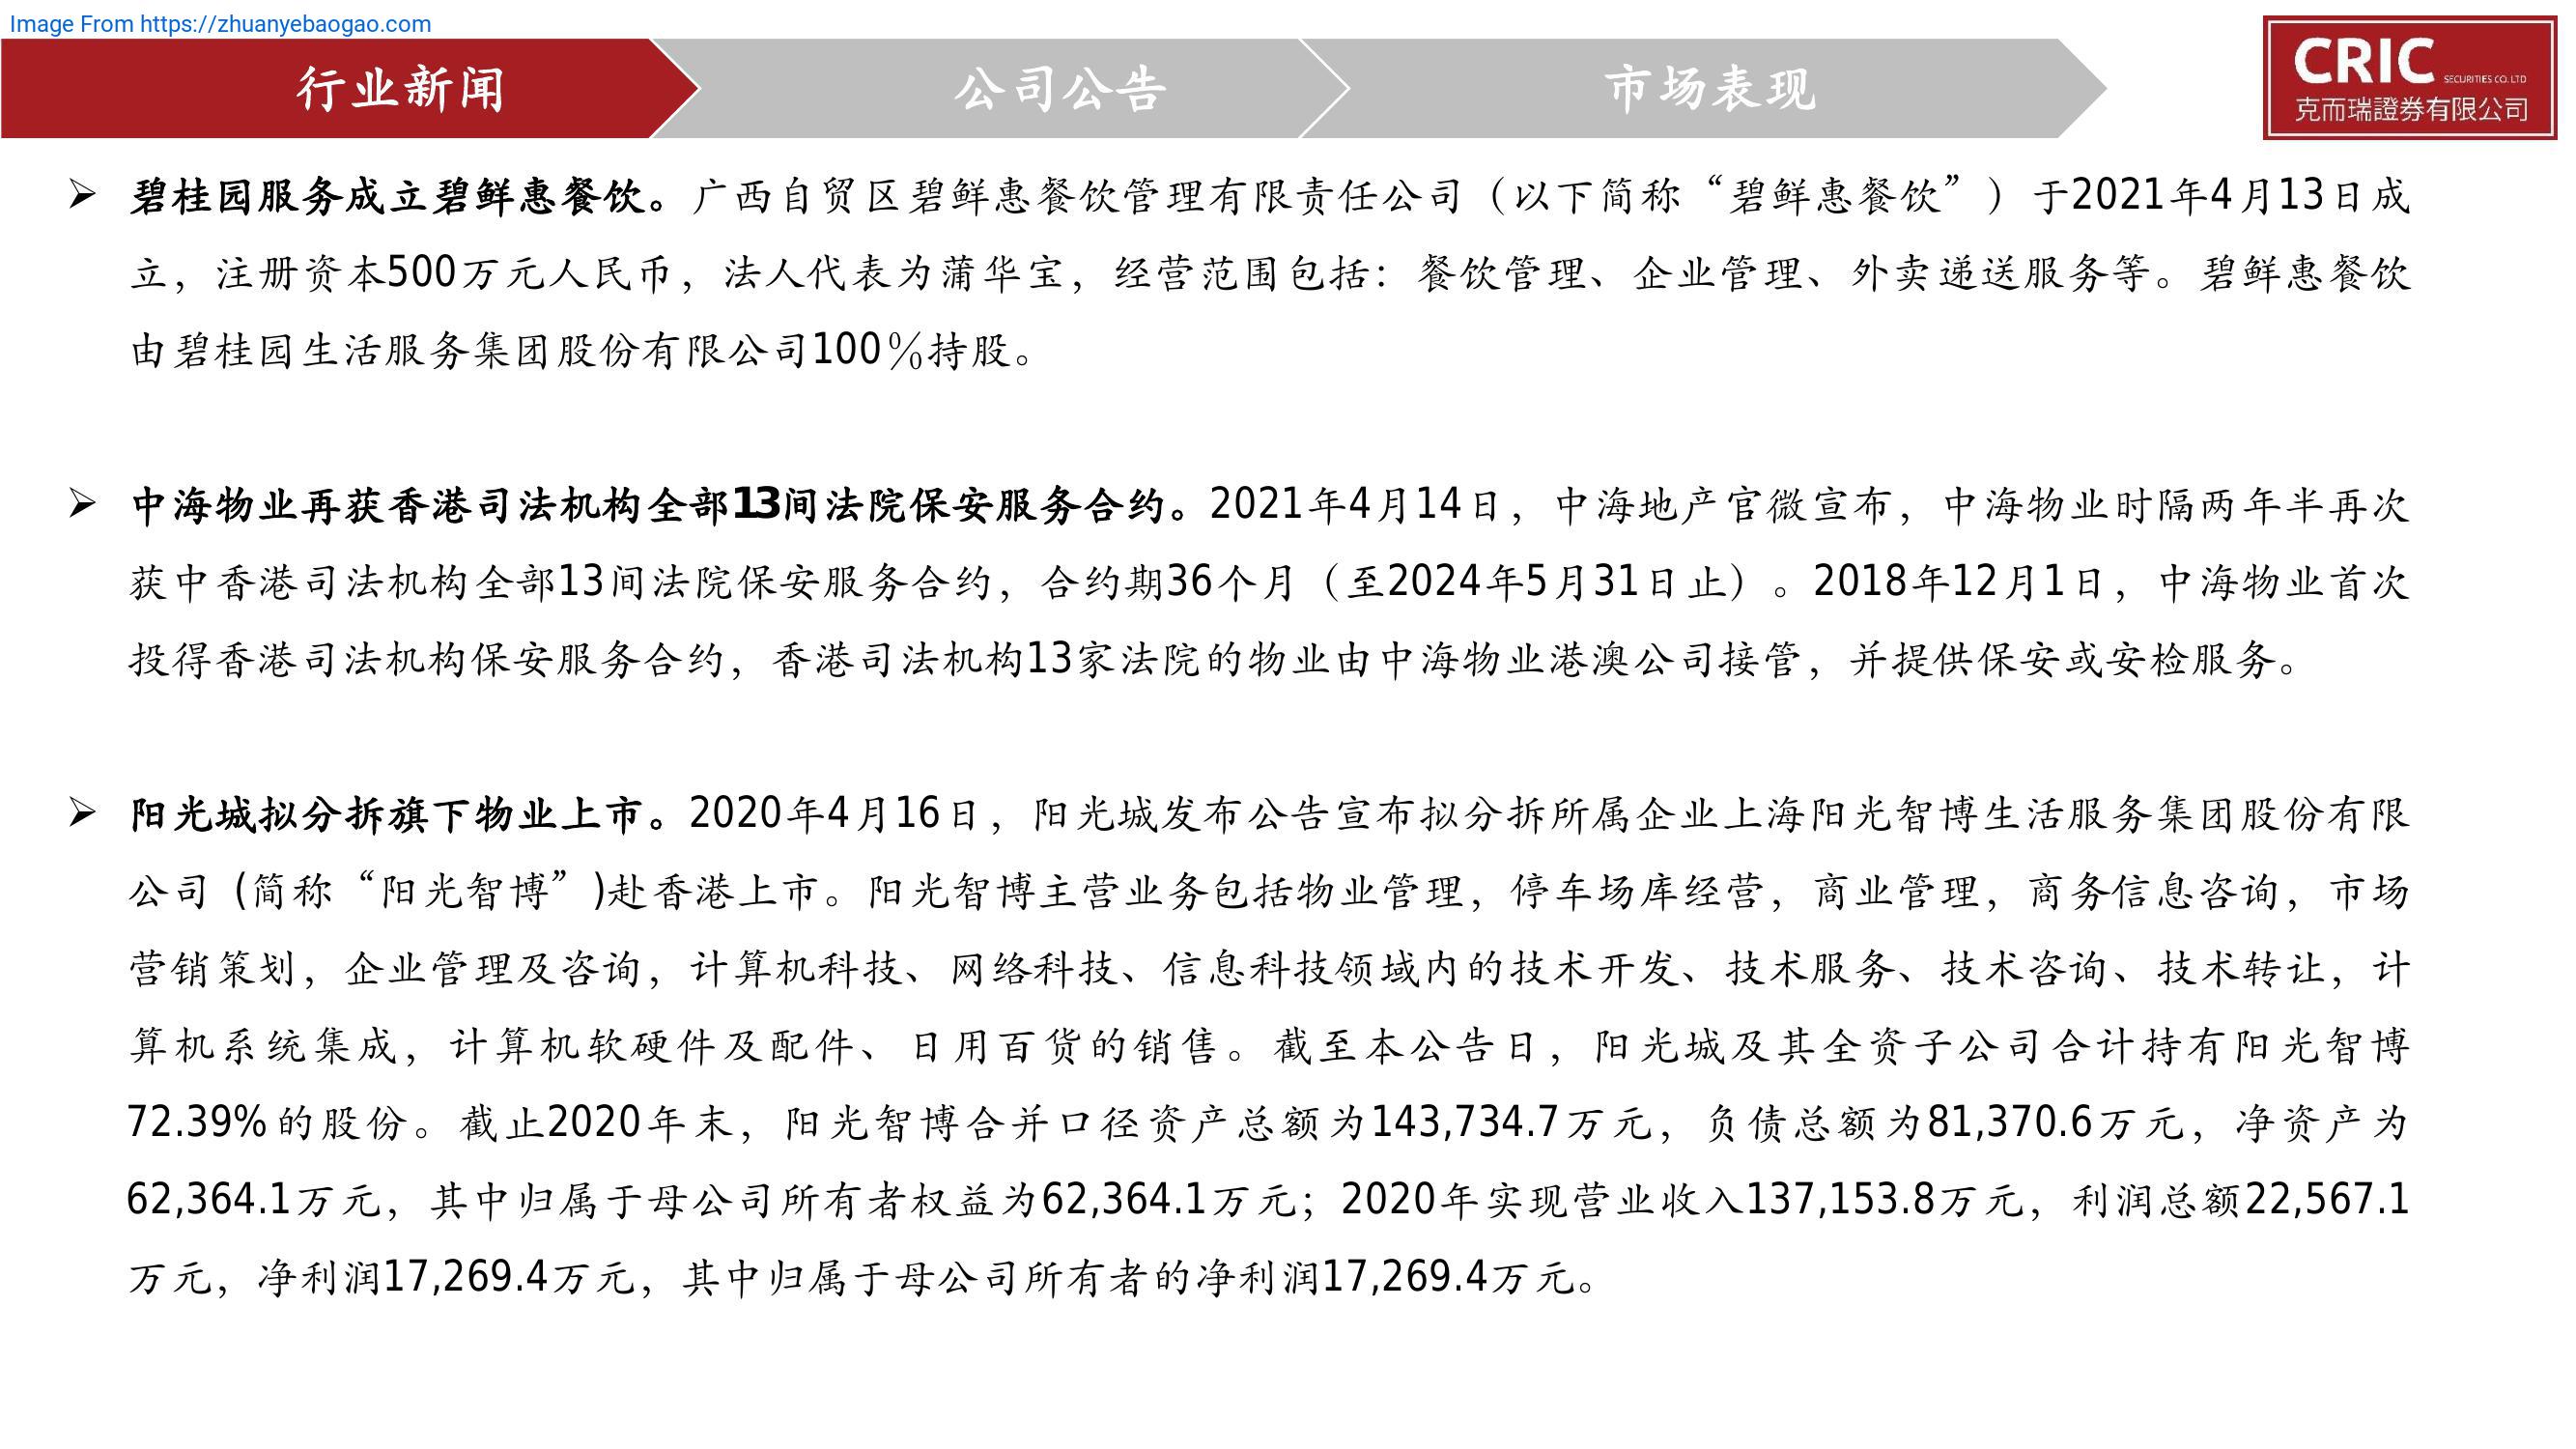 Image From https://zhuanyebaogao.com
行业新闻
公司公告
市场表现
CRIC SECURITIES CO. LTD
克而瑞證券有限公司
➢ 碧桂园服务成立碧鲜惠餐饮。广西自贸区碧鲜惠餐饮管理有限责任公司（以下简称“碧鲜惠餐饮”）于2021年4月13日成
立，注册资本500万元人民币，法人代表为蒲华宝，经营范围包括：餐饮管理、企业管理、外卖递送服务等。碧鲜惠餐饮
由碧桂园生活服务集团股份有限公司100%持股。
➢ 中海物业再获香港司法机构全部13间法院保安服务合约。2021年4月14日，中海地产官微宣布，中海物业时隔两年半再次
获中香港司法机构全部13间法院保安服务合约，合约期36个月（至2024年5月31日止）。2018年12月1日，中海物业首次
投得香港司法机构保安服务合约，香港司法机构13家法院的物业由中海物业港澳公司接管，并提供保安或安检服务。
➢ 阳光城拟分拆旗下物业上市。2020年4月16日，阳光城发布公告宣布拟分拆所属企业上海阳光智博生活服务集团股份有限
公司 (简称“阳光智博”)赴香港上市。阳光智博主营业务包括物业管理，停车场库经营，商业管理，商务信息咨询，市场
营销策划，企业管理及咨询，计算机科技、网络科技、信息科技领域内的技术开发、技术服务、技术咨询、技术转让，计
算机系统集成，计算机软硬件及配件、日用百货的销售。截至本公告日，阳光城及其全资子公司合计持有阳光智博
72.39%的股份。截止2020年末，阳光智博合并口径资产总额为143,734.7万元，负债总额为81,370.6万元，净资产为
62,364.1万元，其中归属于母公司所有者权益为62,364.1万元；2020年实现营业收入137,153.8万元，利润总额22,567.1
万元，净利润17,269.4万元，其中归属于母公司所有者的净利润17,269.4万元。